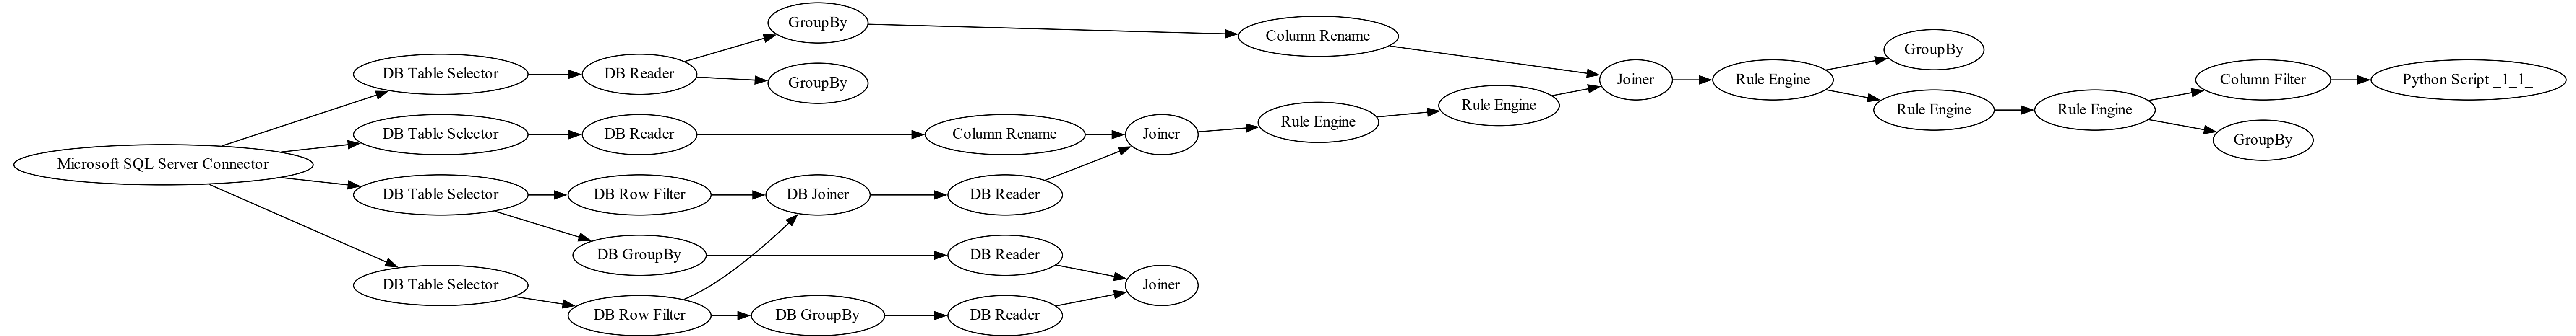 Microsoft SQL Server Connector
DB Table Selector
DB Table Selector
DB Table Selector
DB Table Selector
DB Reader
DB Reader
DB Row Filter
DB GroupBy
DB Row Filter
GroupBy
GroupBy
DB Joiner
DB GroupBy
Column Rename
DB Reader
DB Reader
DB Reader
Joiner
Joiner
Column Rename
Rule Engine
Rule Engine
Joiner
Rule Engine
GroupBy
Rule Engine
Rule Engine
Column Filter
GroupBy
Python Script _1_1_